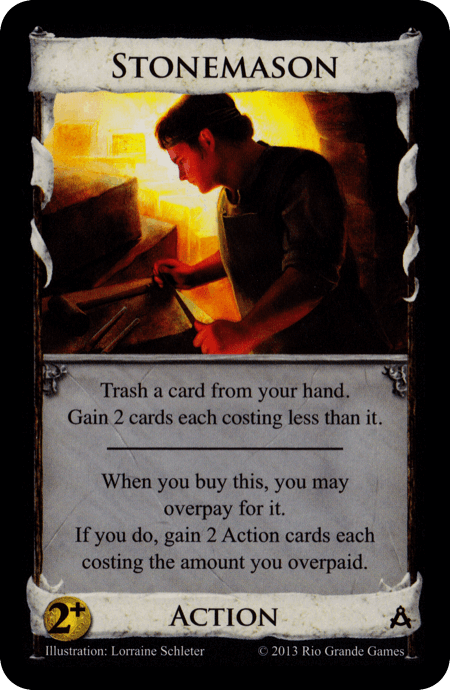 STONEMASON
Trash a card from your hand.
Gain 2 cards each costing less than it.
When you buy this, you may
overpay for it.
If you do, gain 2 Action cards each
costing the amount you overpaid.
2+
ACTION
Illustration: Lorraine Schleter
© 2013 Rio Grande Games